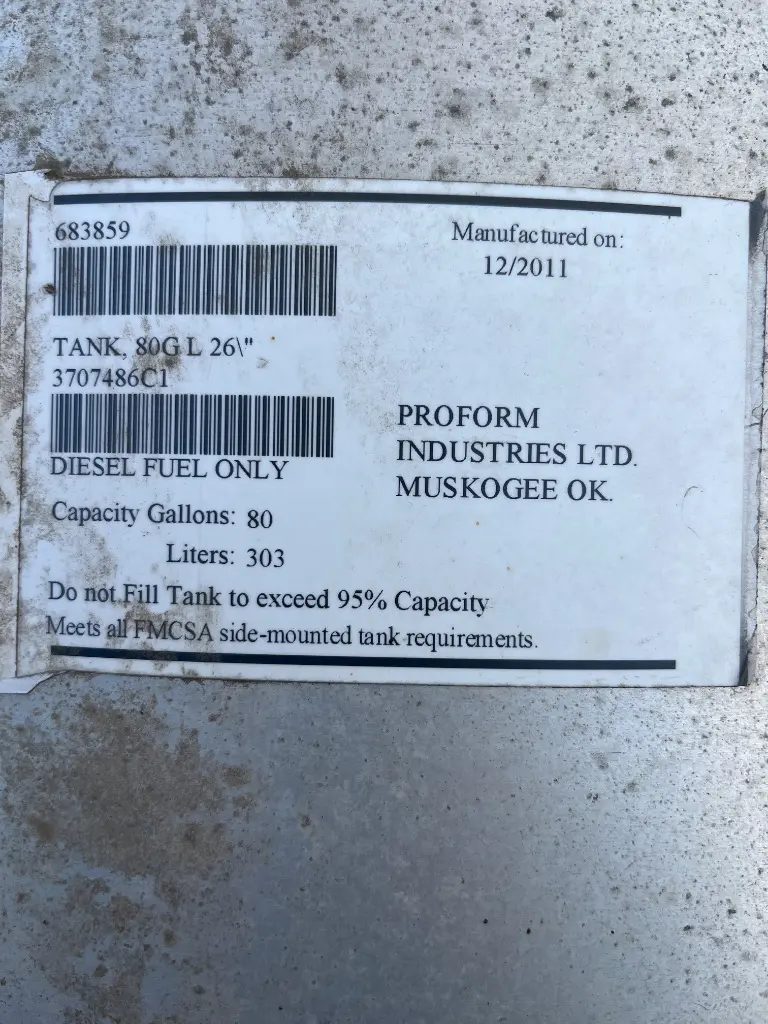 683859
Manufactured on:
12/2011
TANK, 80G L 26\"
3707486C1
DIESEL FUEL ONLY
PROFORM
INDUSTRIES LTD.
MUSKOGEE OK.
Capacity Gallons: 80
Liters: 303
Do not Fill Tank to exceed 95% Capacity
Meets all FMCSA side-mounted tank requirements.